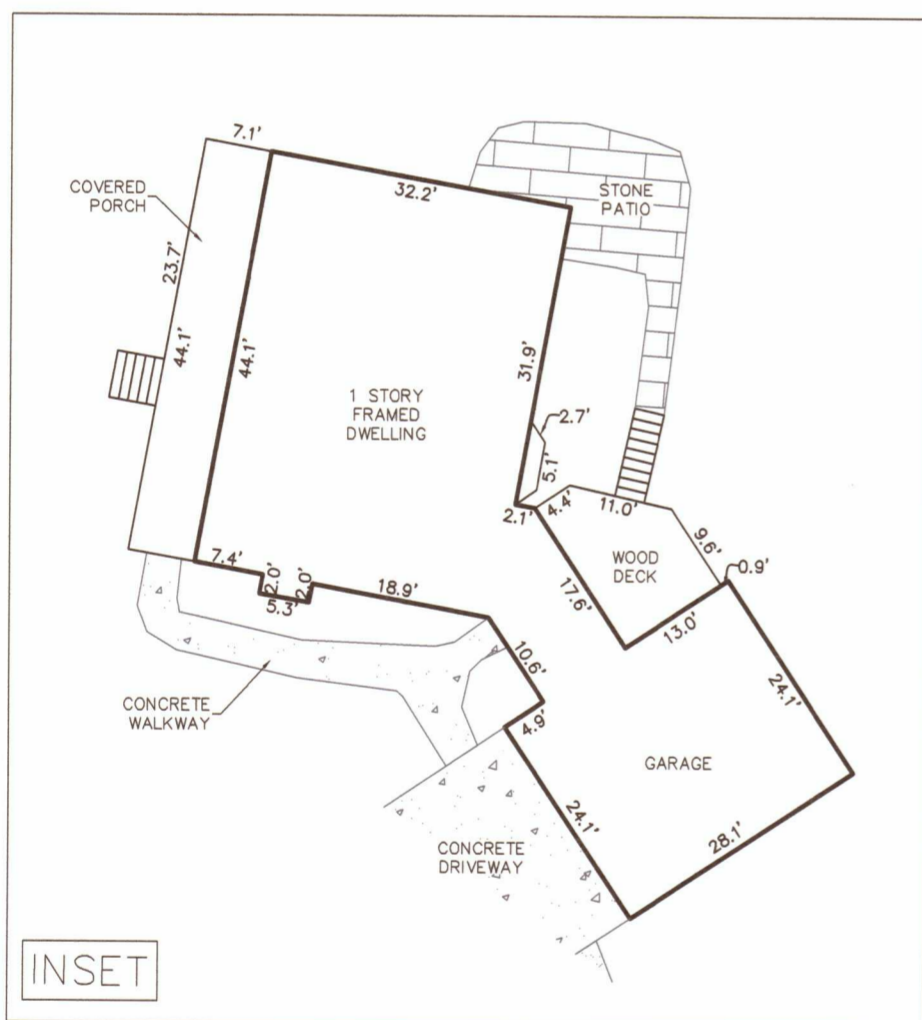 7.1'
COVERED
PORCH
32.2'
STONE
PATIO
23.7'
44.1'
44.1'
31.9'
1 STORY
FRAMED
DWELLING
2.7'
5.1'
2.1'
4.4'
11.0'
9.6'
WOOD
DECK
0.9'
17.6'
13.0'
7.4'
2.0'
5.3'
2.0'
18.9'
10.6'
4.9'
24.1'
CONCRETE
WALKWAY
GARAGE
24.1'
28.1'
CONCRETE
DRIVEWAY
INSET